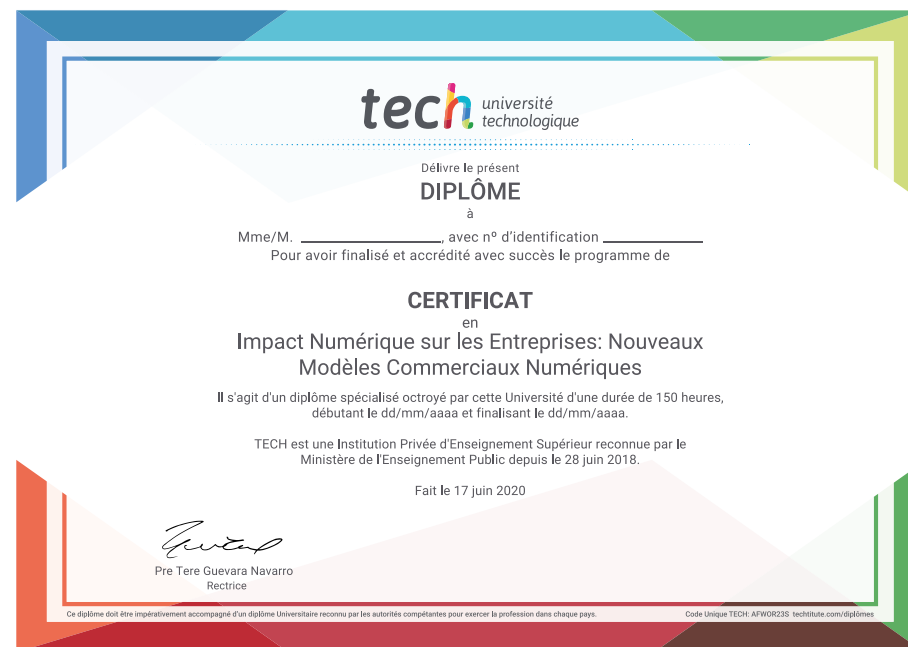 tech université
technologique
Délivre le présent
DIPLÔME
à
Mme/M. ____________________, avec nº d'identification ______________
Pour avoir finalisé et accrédité avec succès le programme de
CERTIFICAT
en
Impact Numérique sur les Entreprises: Nouveaux
Modèles Commerciaux Numériques
Il s'agit d'un diplôme spécialisé octroyé par cette Université d'une durée de 150 heures,
débutant le dd/mm/aaaa et finalisant le dd/mm/aaaa.
TECH est une Institution Privée d'Enseignement Supérieur reconnue par le
Ministère de l'Enseignement Public depuis le 28 juin 2018.
Fait le 17 juin 2020
Pre Tere Guevara Navarro
Rectrice
Ce diplôme doit être impérativement accompagné d'un diplôme Universitaire reconnu par les autorités compétantes pour exercer la profession dans chaque pays.
Code Unique TECH: AFWOR23S techtitute.com/diplômes